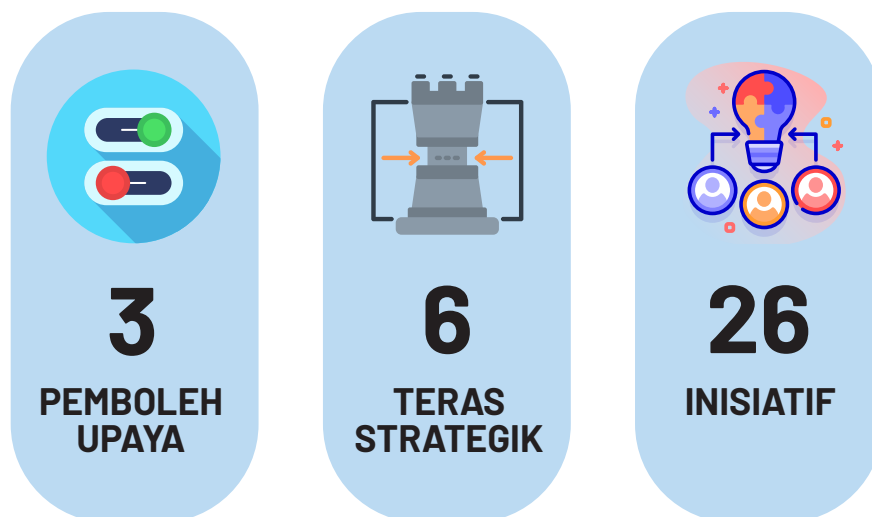 3
PEMBOLEH
UPAYA
6
TERAS
STRATEGIK
26
INISIATIF